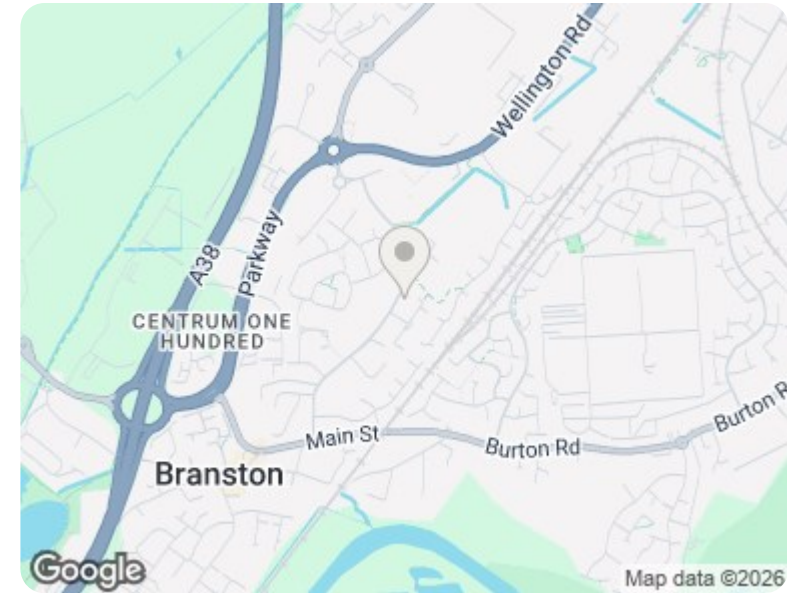 Wellington Rd
A38
Parkway
CENTRUM ONE
HUNDRED
Main St
Burton Rd
Burton R
Branston
Google
Map data ©2026